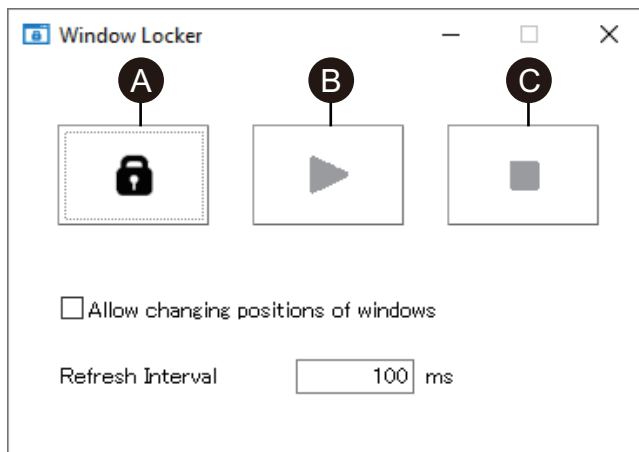 Window Locker
A
B
C
Allow changing positions of windows
Refresh Interval 100 ms